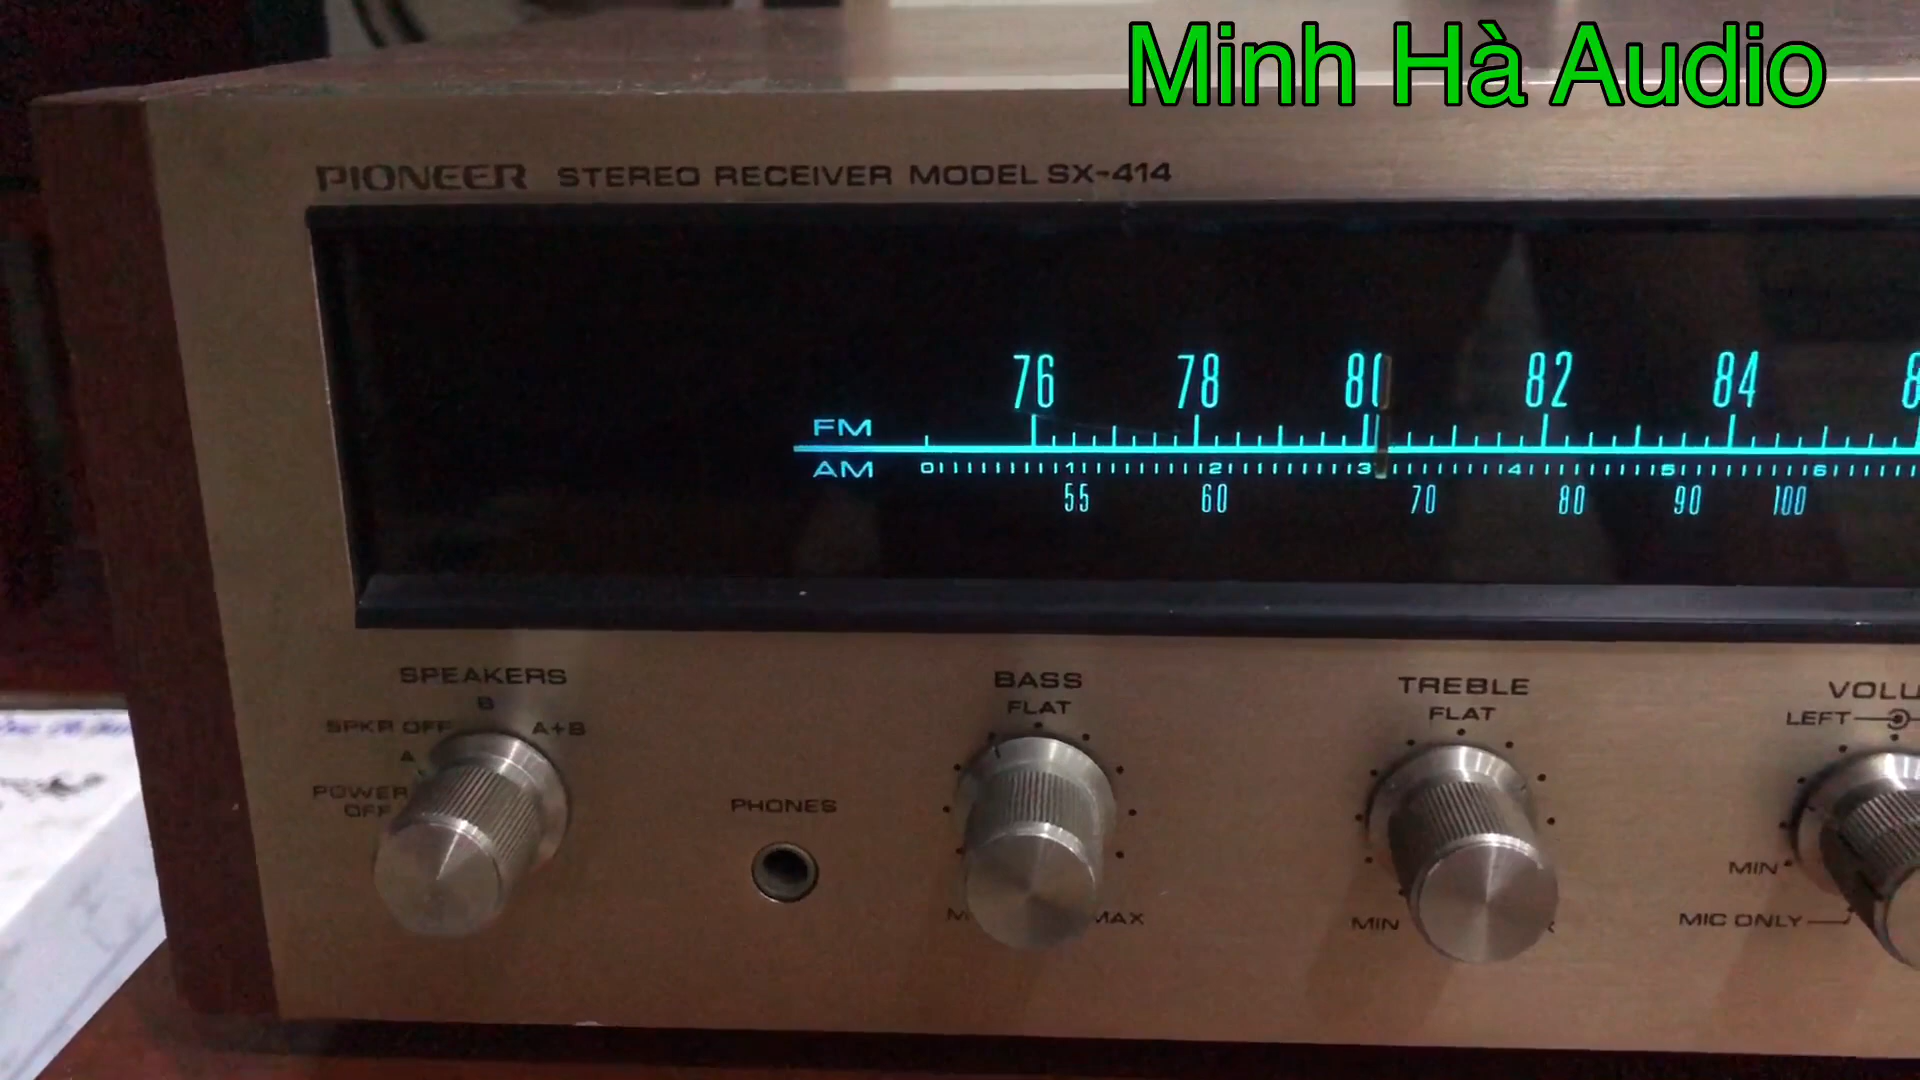 Minh Hà Audio
PIONEER STEREO RECEIVER MODEL SX-414
76 78 80 82 84
FM
AM 0 1 2 3 4 5 6
55 60 70 80 90 100
SPEAKERS
B
SPKR OFF A+B
A
POWER OFF
PHONES
BASS
FLAT
MAX
TREBLE
FLAT
MIN
LEFT
MIN
MIC ONLY